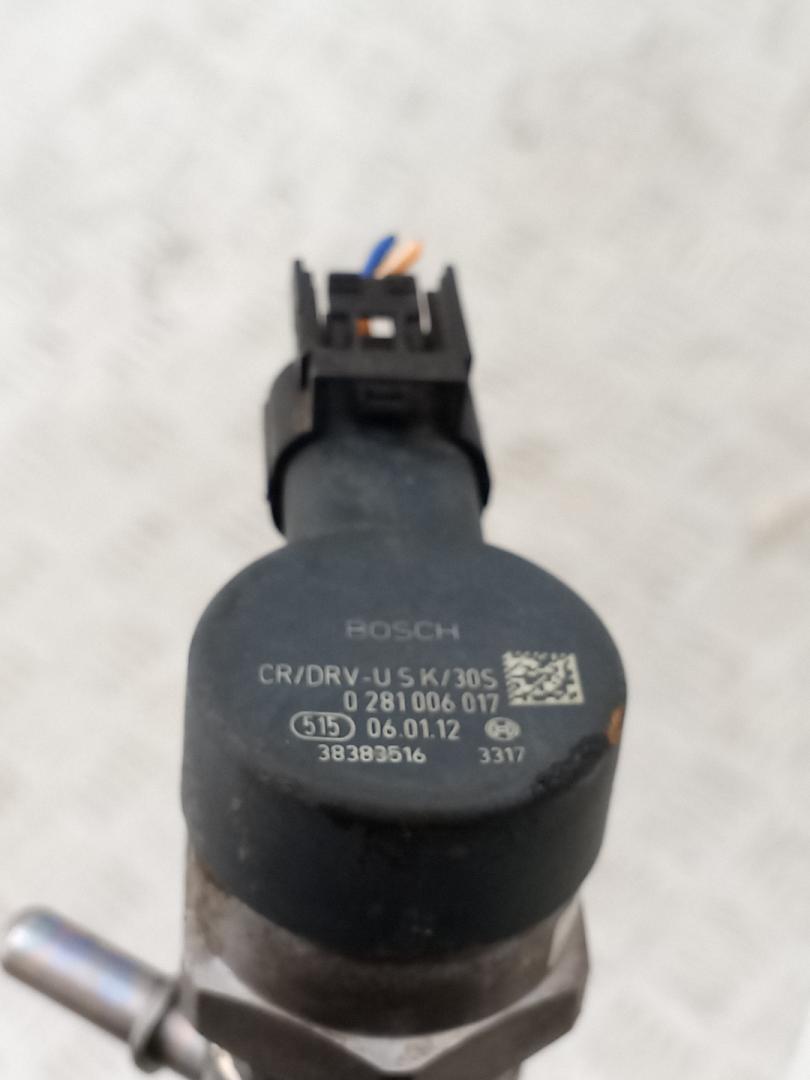 BOSCH
CR/DRV-U S K/30S
0 281 006 017
515 06.01.12
38383516 3317